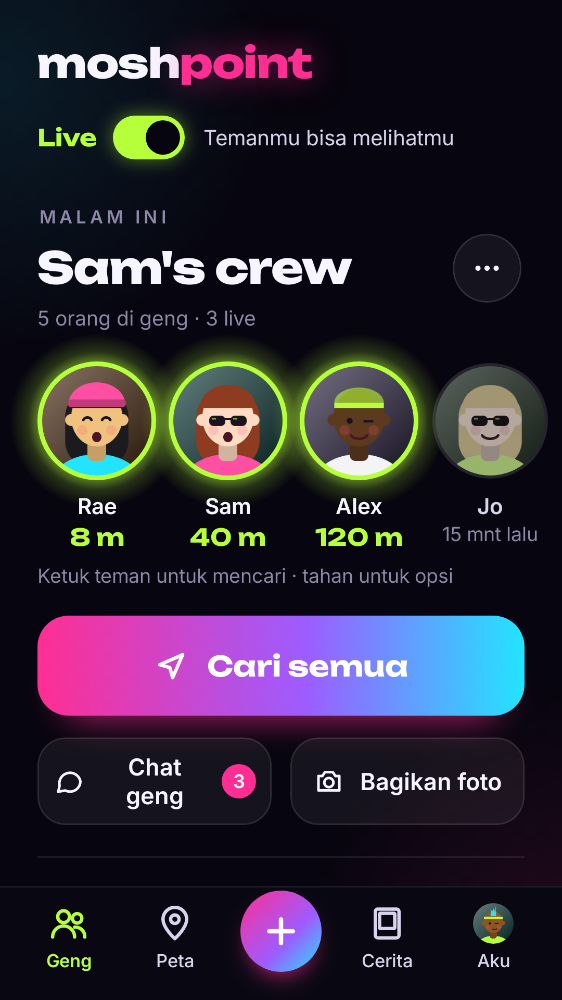 moshpoint
Live
Temanmu bisa melihatmu
MALAM INI
Sam's crew
5 orang di geng · 3 live
Rae
8 m
Sam
40 m
Alex
120 m
Jo
15 mnt lalu
Ketuk teman untuk mencari · tahan untuk opsi
Cari semua
Chat
geng
3
Bagikan foto
Geng
Peta
Cerita
Aku